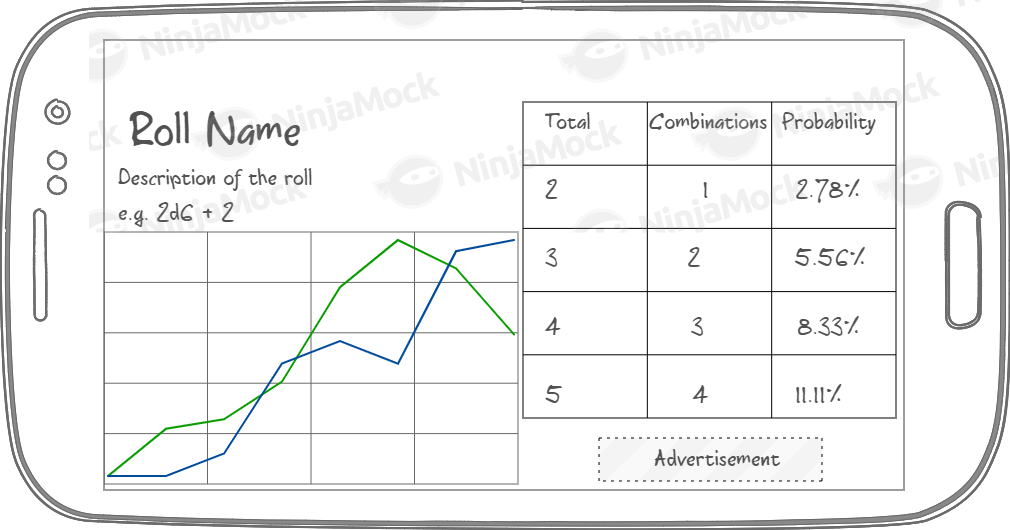 Roll Name
Description of the roll
e.g. 2d6 + 2
Total Combinations Probability
2 1 2.78%
3 2 5.56%
4 3 8.33%
5 4 11.11%
Advertisement
NinjaMock
NinjaMock
NinjaMock
NinjaMock
NinjaMock
NinjaMock
NinjaMock